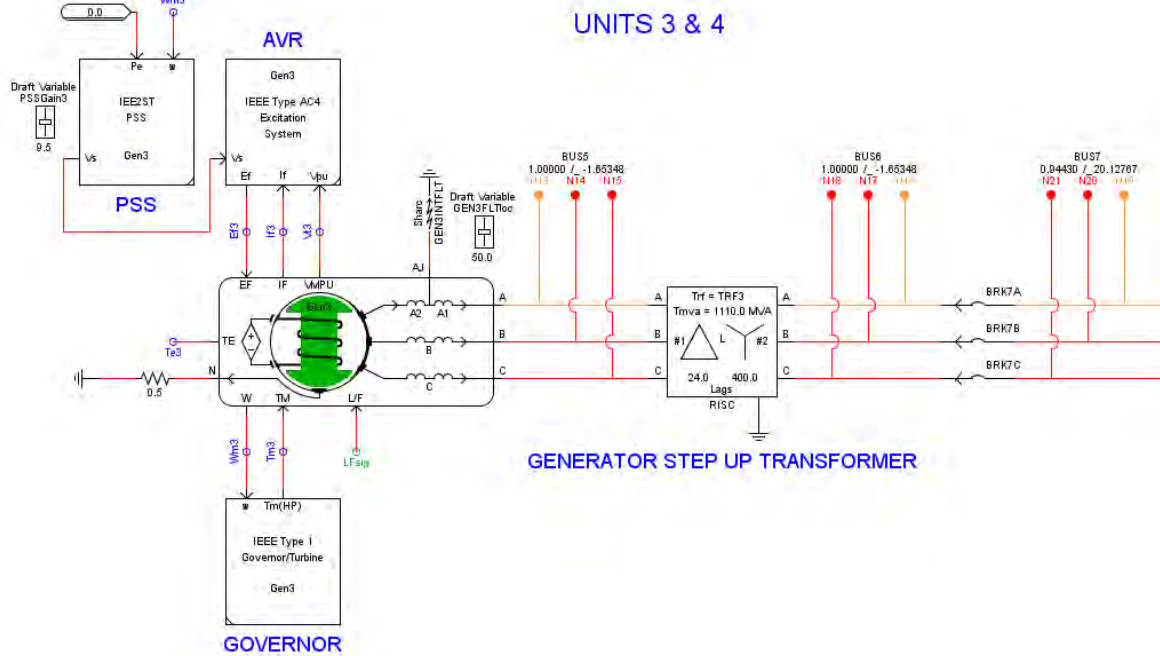 Wm3
0.0
UNITS 3 & 4
AVR
Pe
w
Gen3
Draft Variable
PSSGain3
9.5
IEE2ST
PSS
Gen3
Vs
IEEE Type AC4
Excitation
System
Vs
Ef
If
Vpu
PSS
Ef3
If3
Vt3
Share
GEN3INTFLT
Draft Variable
GEN3FLTloc
50.0
BUS5
1.00000 /_-1.65348
N14
N15
BUS6
1.00000 /_-1.65348
N16
N17
BUS7
0.94430 /_20.12767
N21
N20
AJ
EF
IF
VMPU
Gen3
A2
A1
A
TE
Te3
B
B
N
0.5
C
C
W
TM
L/F
A
Trf = TRF3
Tmva = 1110.0 MVA
A
B
#1
L
#2
B
24.0
400.0
C
Lags
C
RISC
BRK7A
BRK7B
BRK7C
Wm3
Tm3
LFsig
GENERATOR STEP UP TRANSFORMER
w
Tm(HP)
IEEE Type 1
Governor/Turbine
Gen3
GOVERNOR